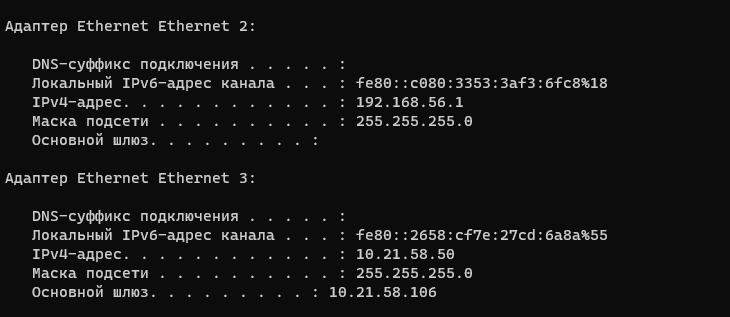 Адаптер Ethernet Ethernet 2:
DNS-суффикс подключения . . . . . :
Локальный IPv6-адрес канала . . . : fe80::c080:3353:3af3:6fc8%18
IPv4-адрес. . . . . . . . . . . . : 192.168.56.1
Маска подсети . . . . . . . . . . : 255.255.255.0
Основной шлюз. . . . . . . . . :
Адаптер Ethernet Ethernet 3:
DNS-суффикс подключения . . . . . :
Локальный IPv6-адрес канала . . . : fe80::2658:cf7e:27cd:6a8a%55
IPv4-адрес. . . . . . . . . . . . : 10.21.58.50
Маска подсети . . . . . . . . . . : 255.255.255.0
Основной шлюз. . . . . . . . . : 10.21.58.106